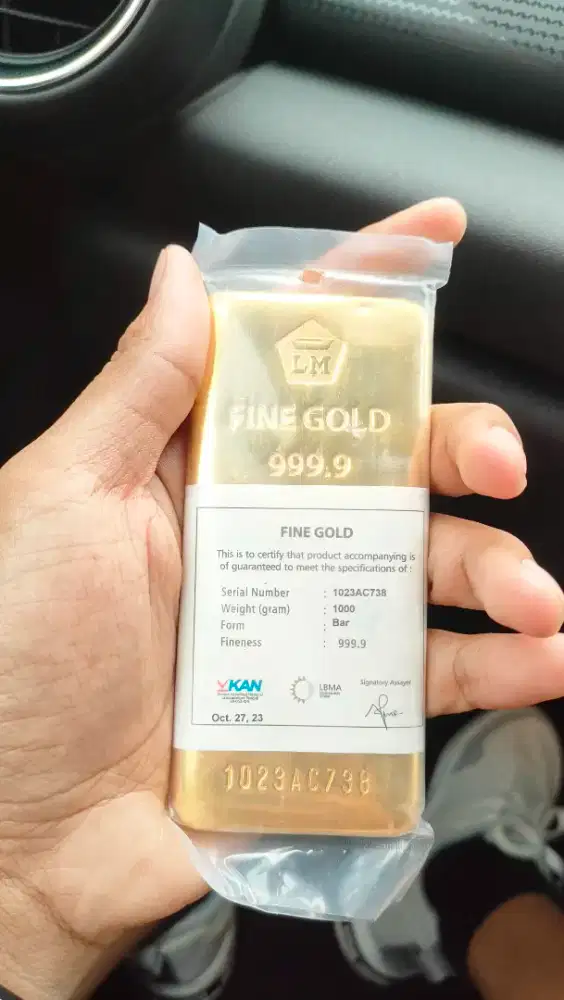 LM
FINE GOLD
999.9
FINE GOLD
This is to certify that product accompanying is
of guaranteed to meet the specifications of :
Serial Number : 1023AC738
Weight (gram) : 1000
Form : Bar
Fineness : 999.9
KAN
LBMA
Signatory Assayer
Oct. 27, 23
1023AC738